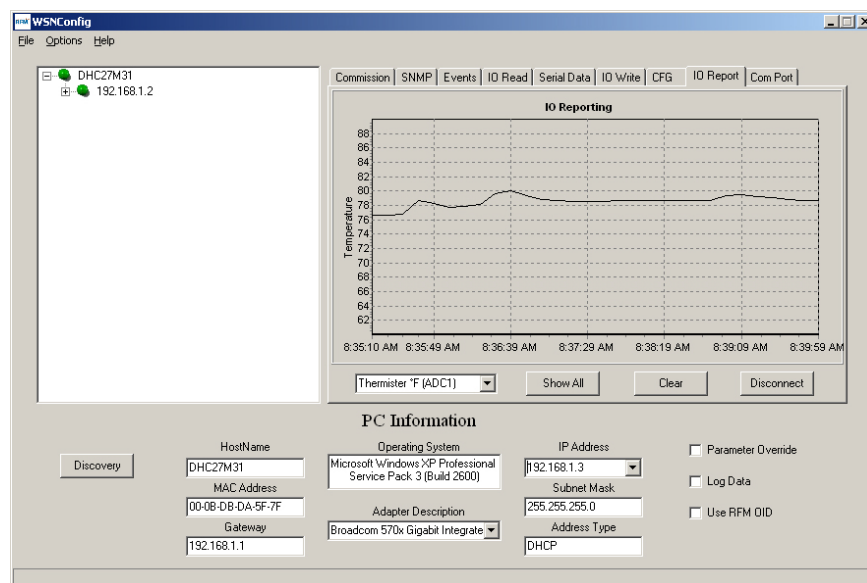 RFM WSNConfig
File Options Help
DHC27M31
192.168.1.2
Commission SNMP Events IO Read Serial Data IO Write CFG IO Report Com Port
IO Reporting
Temperature
88
86
84
82
80
78
76
74
72
70
68
66
64
62
8:35:10 AM 8:35:49 AM 8:36:39 AM 8:37:29 AM 8:38:19 AM 8:39:09 AM 8:39:59 AM
Thermister °F (ADC1) Show All Clear Disconnect
PC Information
Discovery
HostName
DHC27M31
MAC Address
00-0B-DB-DA-5F-7F
Gateway
192.168.1.1
Operating System
Microsoft Windows XP Professional
Service Pack 3 (Build 2600)
Adapter Description
Broadcom 570x Gigabit Integrate
IP Address
192.168.1.3
Subnet Mask
255.255.255.0
Address Type
DHCP
Parameter Override
Log Data
Use RFM OID